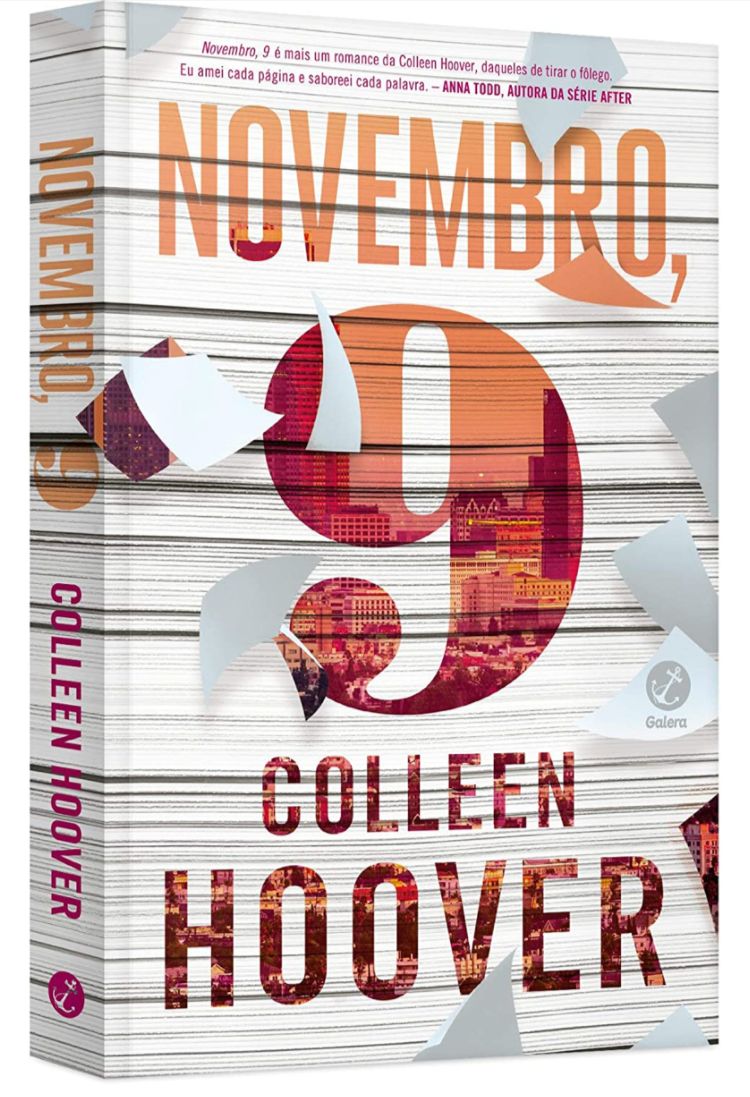 Novembro, 9 é mais um romance da Colleen Hoover, daqueles de tirar o fôlego.
Eu amei cada página e saboreei cada palavra. – ANNA TODD, AUTORA DA SÉRIE AFTER
NOVEMBRO,
9
COLLEEN
HOOVER
Galera
NOVEMBRO, 9
COLLEEN HOOVER